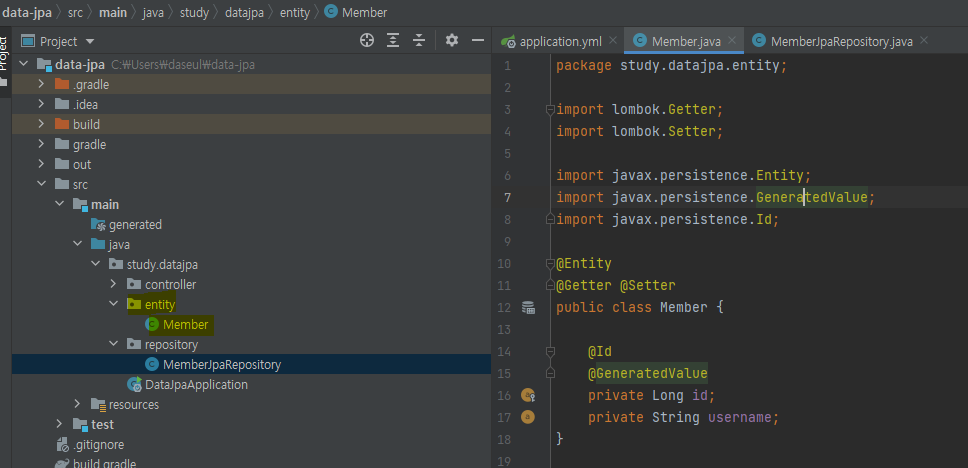 data-jpa 〉 src 〉 main 〉 java 〉 study 〉 datajpa 〉 entity 〉 Member
Project
Project
application.yml
Member.java
MemberJpaRepository.java
data-jpa C:₩Users₩daseul₩data-jpa
.gradle
.idea
build
gradle
out
src
main
generated
java
study.datajpa
controller
entity
Member
repository
MemberJpaRepository
DataJpaApplication
resources
test
.gitignore
build.gradle
1 package study.datajpa.entity;
2
3 import lombok.Getter;
4 import lombok.Setter;
5
6 import javax.persistence.Entity;
7 import javax.persistence.GeneratedValue;
8 import javax.persistence.Id;
9
10 @Entity
11 @Getter @Setter
12 public class Member {
13
14 @Id
15 @GeneratedValue
16 private Long id;
17 private String username;
18 }
19